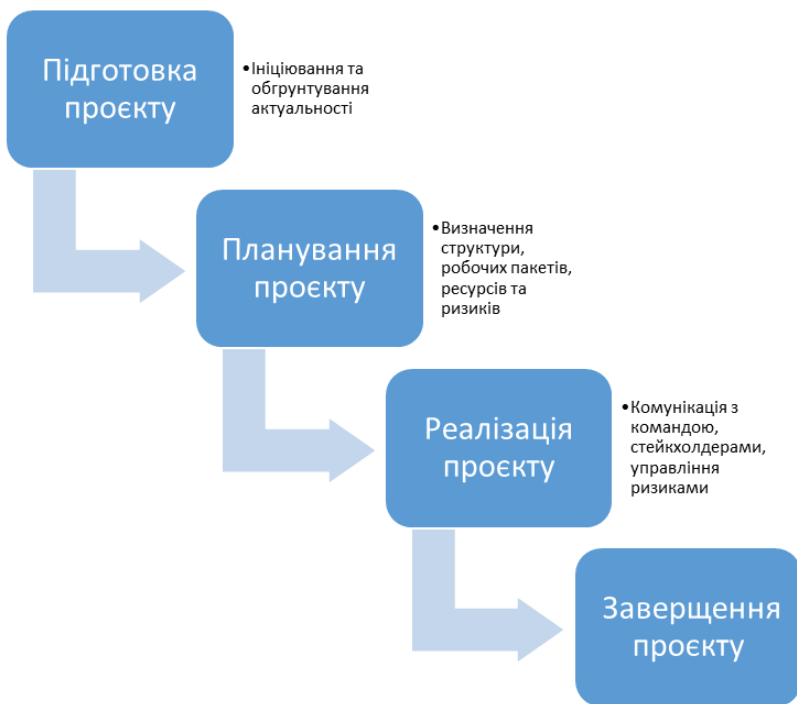 Підготовка
проєкту
•Ініціювання та
обгрунтування
актуальності
Планування
проєкту
•Визначення
структури,
робочих пакетів,
ресурсів та
ризиків
Реалізація
проєкту
•Комунікація з
командою,
стейкхолдерами,
управління
ризиками
Заверщення
проєкту